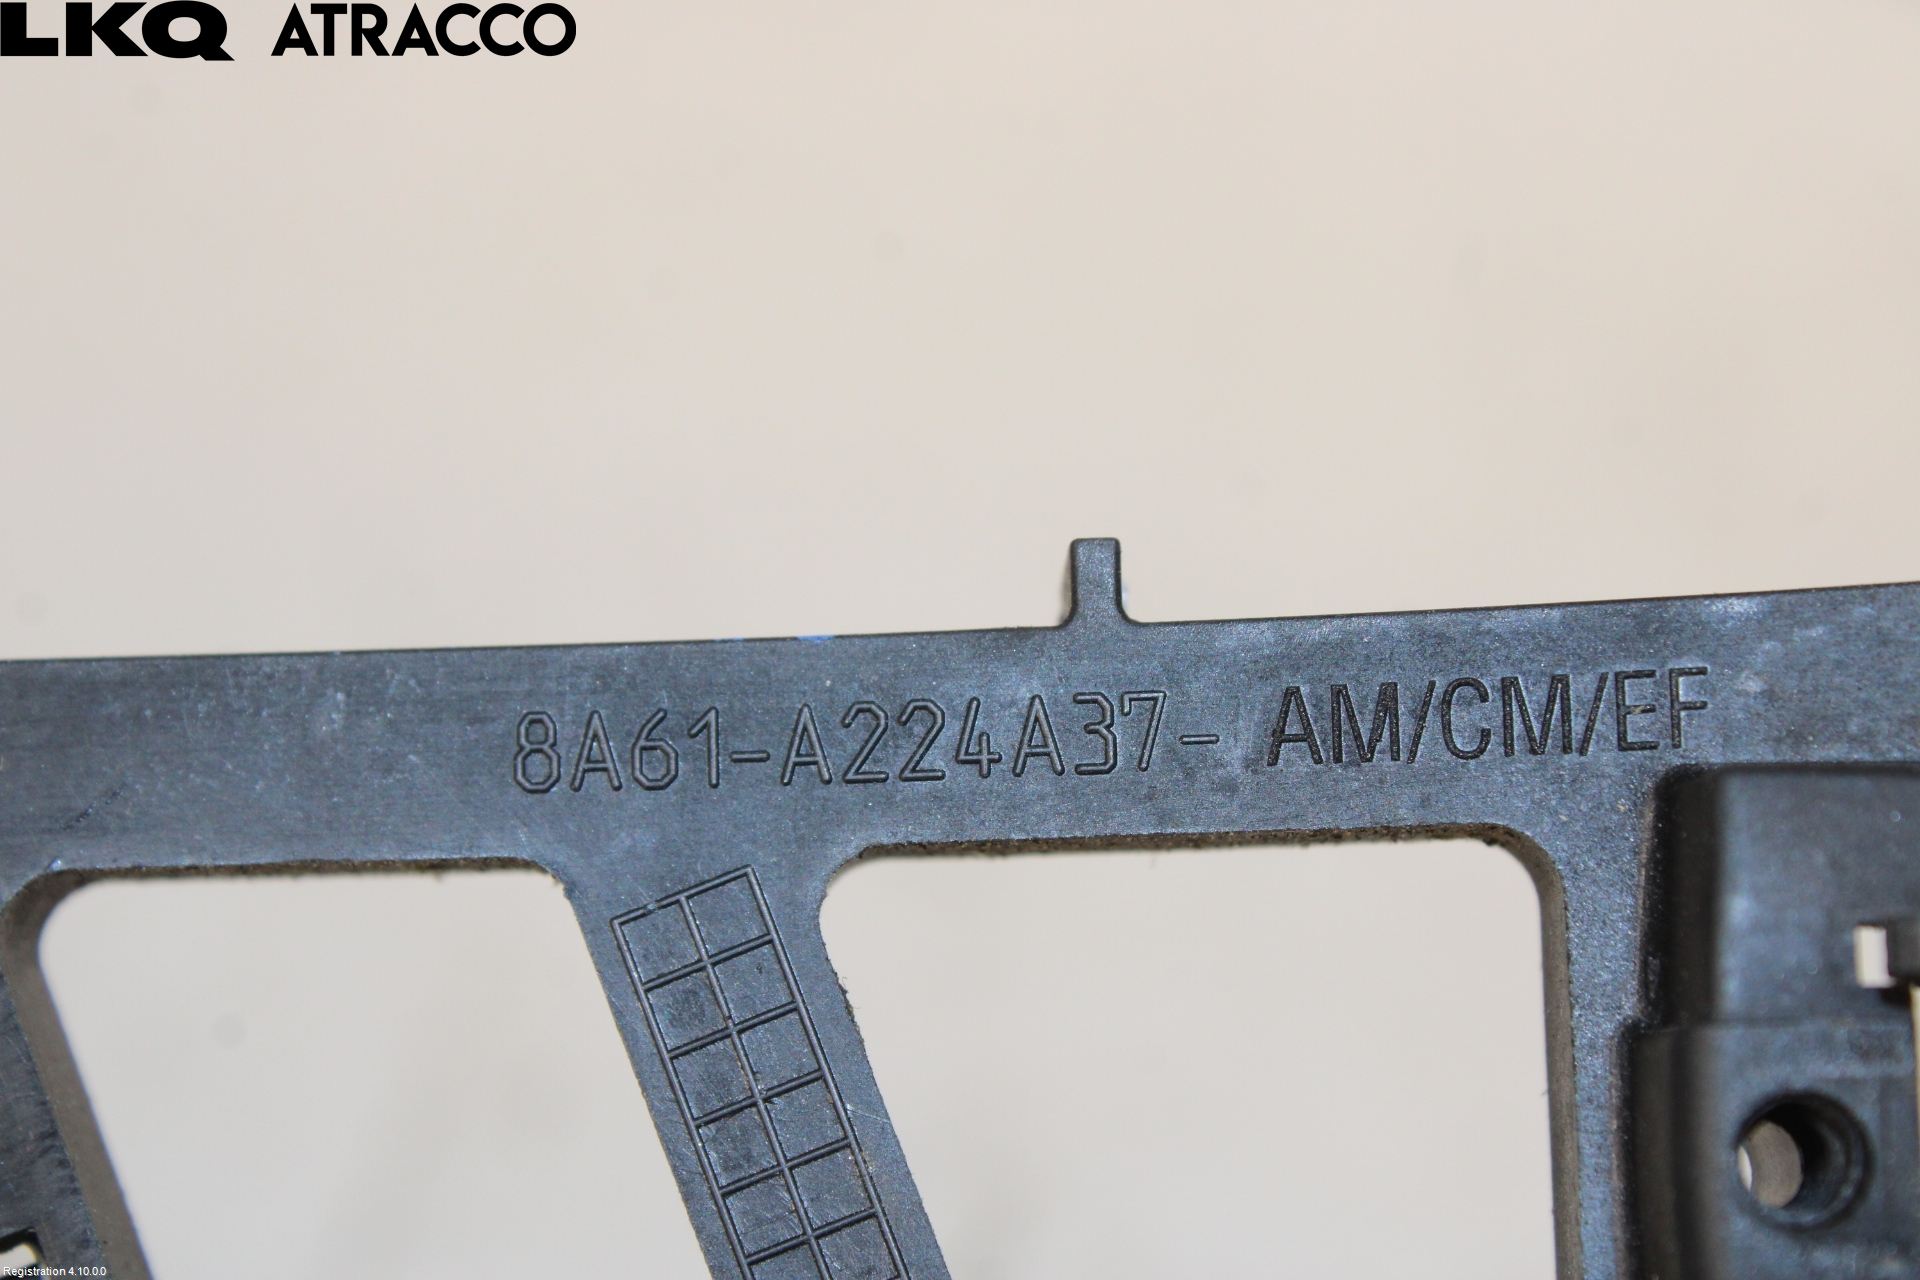 LKQ ATRACCO
8A61-A224A37- AM/CM/EF
Registration 4.10.0.0